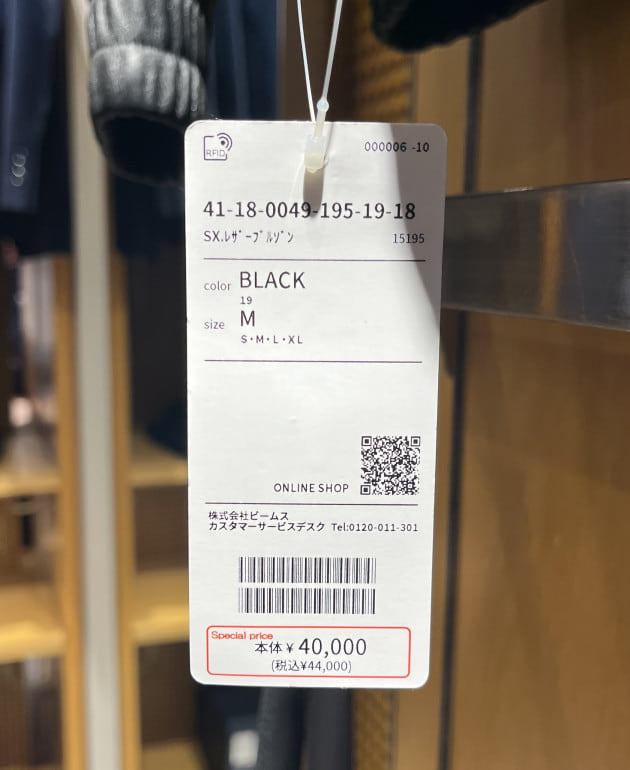 RFID
000006 -10
41-18-0049-195-19-18
SX.ﾚｻﾞｰﾌﾞﾙｿﾞﾝ 15195
color BLACK
19
size M
S・M・L・XL
ONLINE SHOP
株式会社ビームス
カスタマーサービスデスク Tel:0120-011-301
Special price
本体¥40,000
(税込¥44,000)